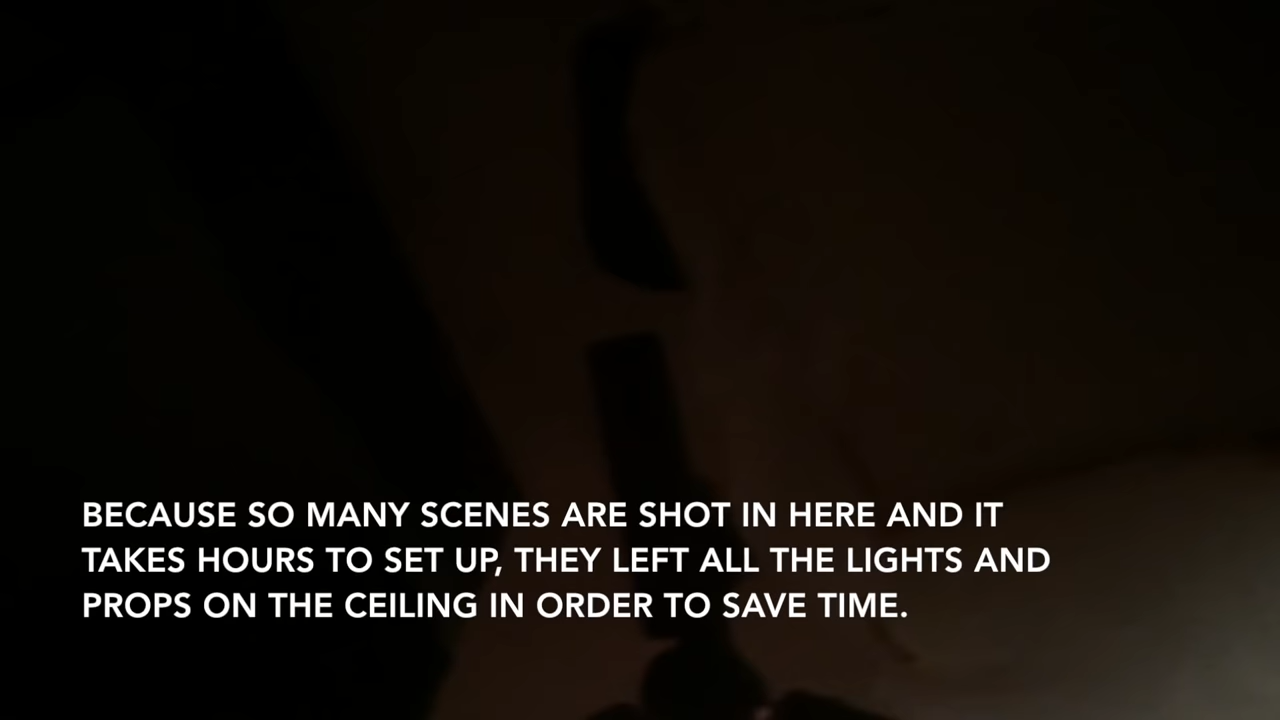 BECAUSE SO MANY SCENES ARE SHOT IN HERE AND IT
TAKES HOURS TO SET UP, THEY LEFT ALL THE LIGHTS AND
PROPS ON THE CEILING IN ORDER TO SAVE TIME.